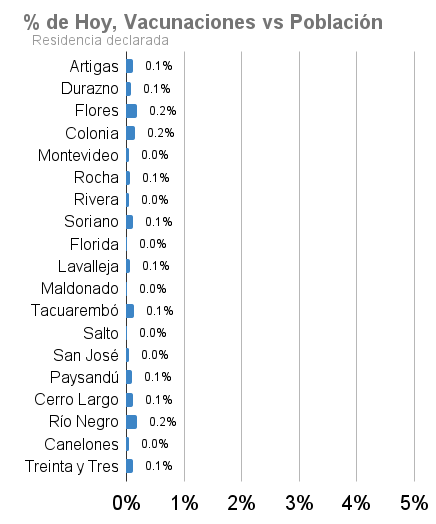 % de Hoy, Vacunaciones vs Población
Residencia declarada
Artigas 0.1%
Durazno 0.1%
Flores 0.2%
Colonia 0.2%
Montevideo 0.0%
Rocha 0.1%
Rivera 0.0%
Soriano 0.1%
Florida 0.0%
Lavalleja 0.1%
Maldonado 0.0%
Tacuarembó 0.1%
Salto 0.0%
San José 0.0%
Paysandú 0.1%
Cerro Largo 0.1%
Río Negro 0.2%
Canelones 0.0%
Treinta y Tres 0.1%
0% 1% 2% 3% 4% 5%